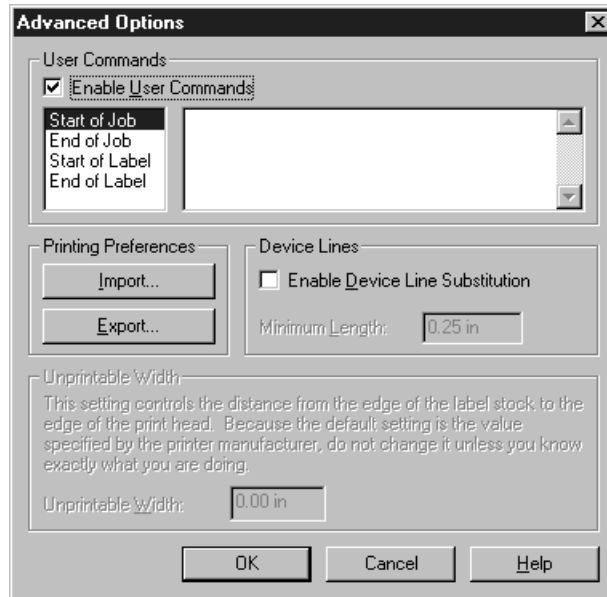 Advanced Options
User Commands
Enable User Commands
Start of Job
End of Job
Start of Label
End of Label
Printing Preferences
Import...
Export...
Device Lines
Enable Device Line Substitution
Minimum Length: 0.25 in
Unprintable Width
This setting controls the distance from the edge of the label stock to the
edge of the print head. Because the default setting is the value
specified by the printer manufacturer, do not change it unless you know
exactly what you are doing.
Unprintable Width: 0.00 in
OK Cancel Help